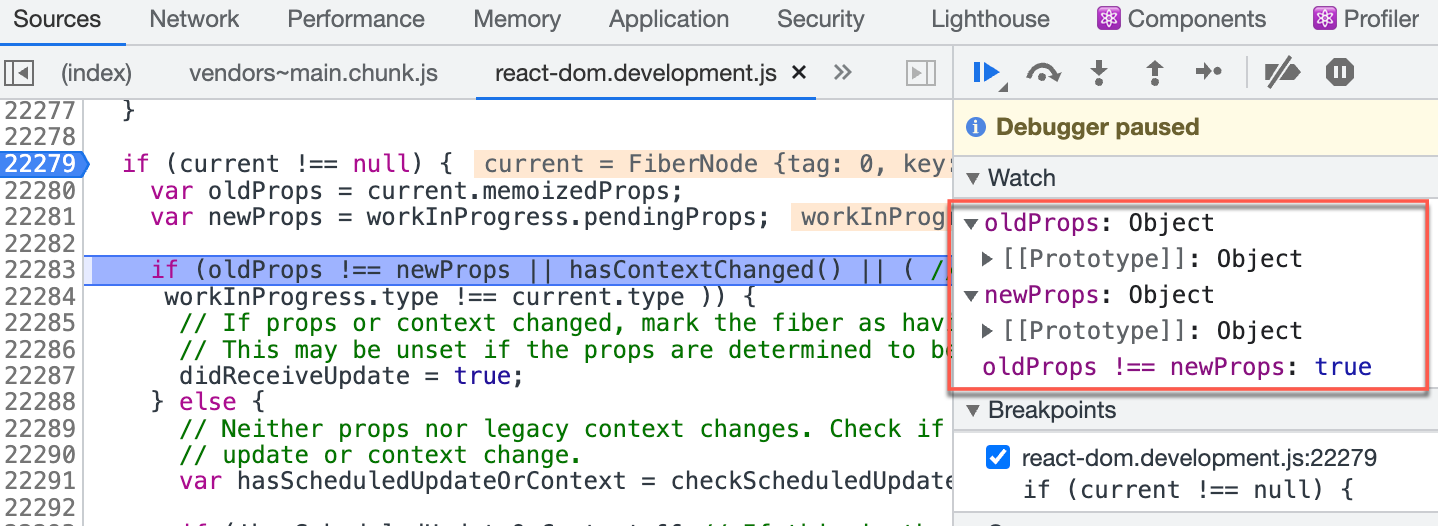 Sources Network Performance Memory Application Security Lighthouse Components Profiler
(index) vendors~main.chunk.js react-dom.development.js × »
22277 }
22278
22279 if (current !== null) { current = FiberNode {tag: 0, key:
22280 var oldProps = current.memoizedProps;
22281 var newProps = workInProgress.pendingProps; workInProg
22282
22283 if (oldProps !== newProps || hasContextChanged() || ( /
22284 workInProgress.type !== current.type )) {
22285 // If props or context changed, mark the fiber as hav
22286 // This may be unset if the props are determined to be
22287 didReceiveUpdate = true;
22288 } else {
22289 // Neither props nor legacy context changes. Check if
22290 // update or context change.
22291 var hasScheduledUpdateOrContext = checkScheduledUpdate
22292
Debugger paused
Watch
oldProps: Object
[[Prototype]]: Object
newProps: Object
[[Prototype]]: Object
oldProps !== newProps: true
Breakpoints
react-dom.development.js:22279
if (current !== null) {